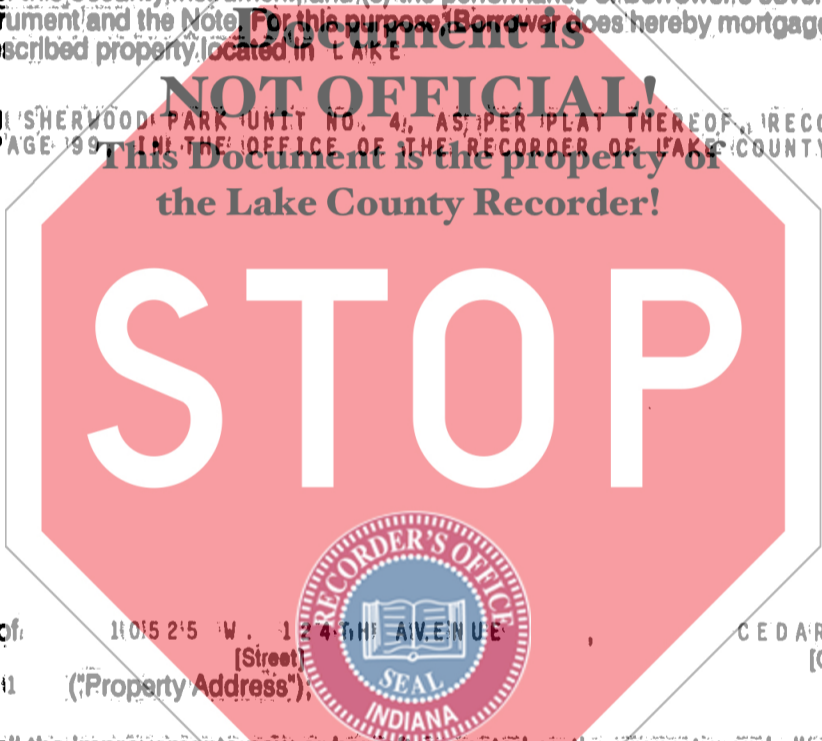 rument and the Note. For this purpose, Borrower does hereby mortgag
Document is
scribed property located in LAKE
NOT OFFICIAL!
SHERWOOD PARK UNIT NO. 4, AS PER PLAT THEREOF, RECO
AGE 99, IN THE OFFICE OF THE RECORDER OF LAKE COUNTY
This Document is the property of
the Lake County Recorder!
STOP
RECORDER'S OFFICE
of 10525 W. 124TH AVENUE , CEDAR
[Street]
("Property Address");
SEAL
INDIANA